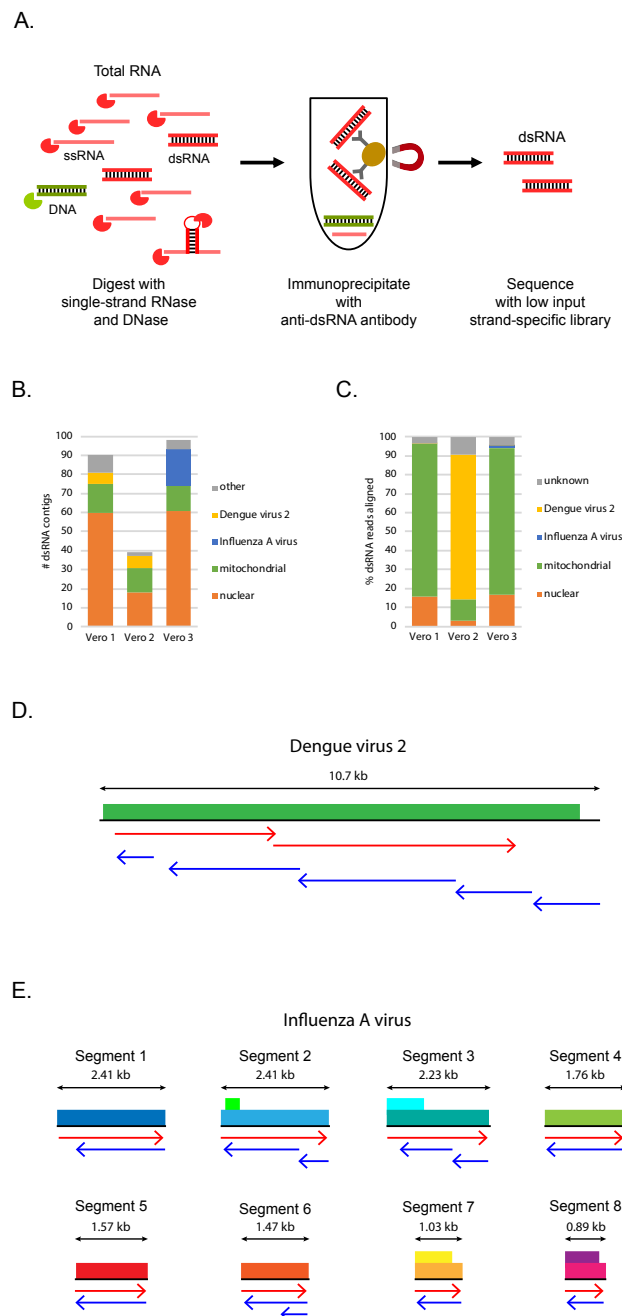 A.
Total RNA
ssRNA
dsRNA
DNA
dsRNA
Digest with
single-strand RNase
and DNase
Immunoprecipitate
with
anti-dsRNA antibody
Sequence
with low input
strand-specific library
B.
# dsRNA contigs
100
90
80
70
60
50
40
30
20
10
0
Vero 1 Vero 2 Vero 3
other
Dengue virus 2
Influenza A virus
mitochondrial
nuclear
C.
% dsRNA reads aligned
100
90
80
70
60
50
40
30
20
10
0
Vero 1 Vero 2 Vero 3
unknown
Dengue virus 2
Influenza A virus
mitochondrial
nuclear
D.
Dengue virus 2
10.7 kb
E.
Influenza A virus
Segment 1
2.41 kb
Segment 2
2.41 kb
Segment 3
2.23 kb
Segment 4
1.76 kb
Segment 5
1.57 kb
Segment 6
1.47 kb
Segment 7
1.03 kb
Segment 8
0.89 kb